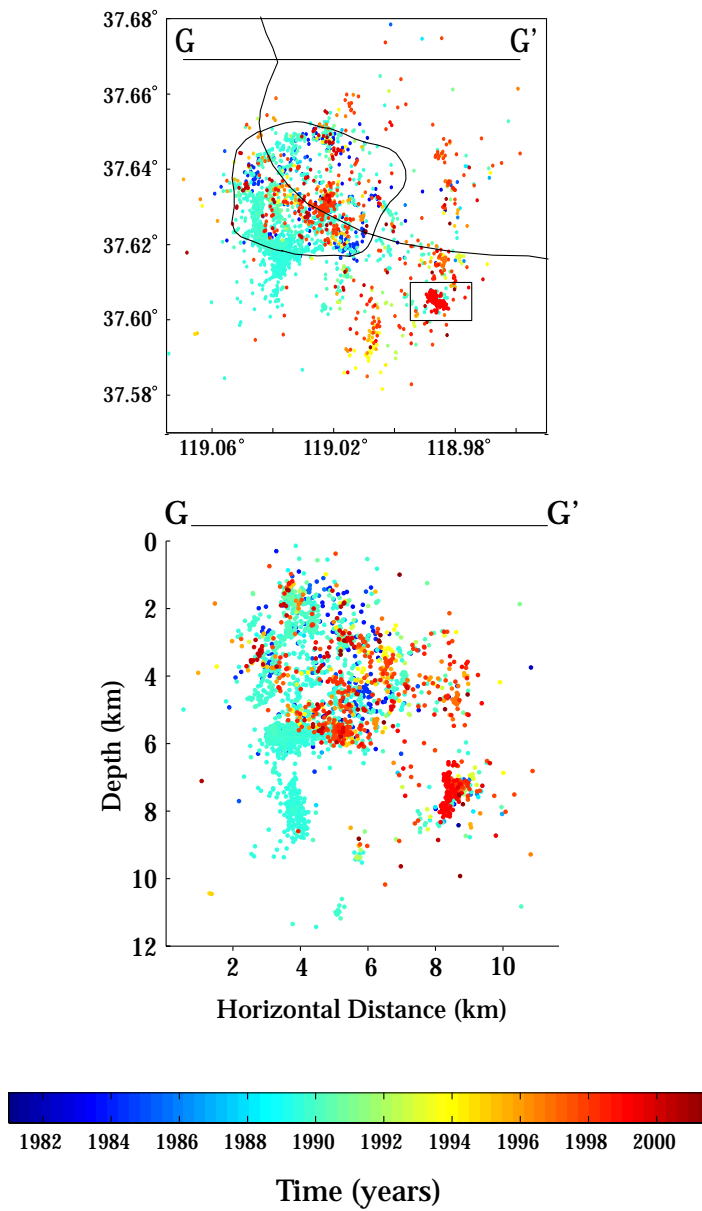 37.68°
G G'
37.66°
37.64°
37.62°
37.60°
37.58°
119.06° 119.02° 118.98°
G G'
0
2
4
6
8
10
12
Depth (km)
2 4 6 8 10
Horizontal Distance (km)
1982 1984 1986 1988 1990 1992 1994 1996 1998 2000
Time (years)